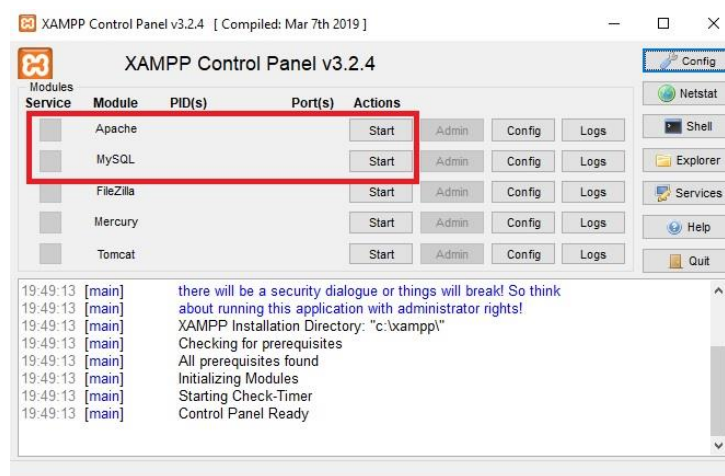 XAMPP Control Panel v3.2.4 [ Compiled: Mar 7th 2019 ]
XAMPP Control Panel v3.2.4
Config
Modules
Service Module PID(s) Port(s) Actions
Netstat
Apache Start Admin Config Logs
Shell
MySQL Start Admin Config Logs
Explorer
FileZilla Start Admin Config Logs
Services
Mercury Start Admin Config Logs
Help
Tomcat Start Admin Config Logs
Quit
19:49:13 [main] there will be a security dialogue or things will break! So think
19:49:13 [main] about running this application with administrator rights!
19:49:13 [main] XAMPP Installation Directory: "c:\xampp\"
19:49:13 [main] Checking for prerequisites
19:49:13 [main] All prerequisites found
19:49:13 [main] Initializing Modules
19:49:13 [main] Starting Check-Timer
19:49:13 [main] Control Panel Ready